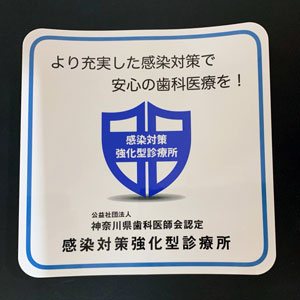 より充実した感染対策で
安心の歯科医療を！
感染対策
強化型診療所
公益社団法人
神奈川県歯科医師会認定
感染対策強化型診療所